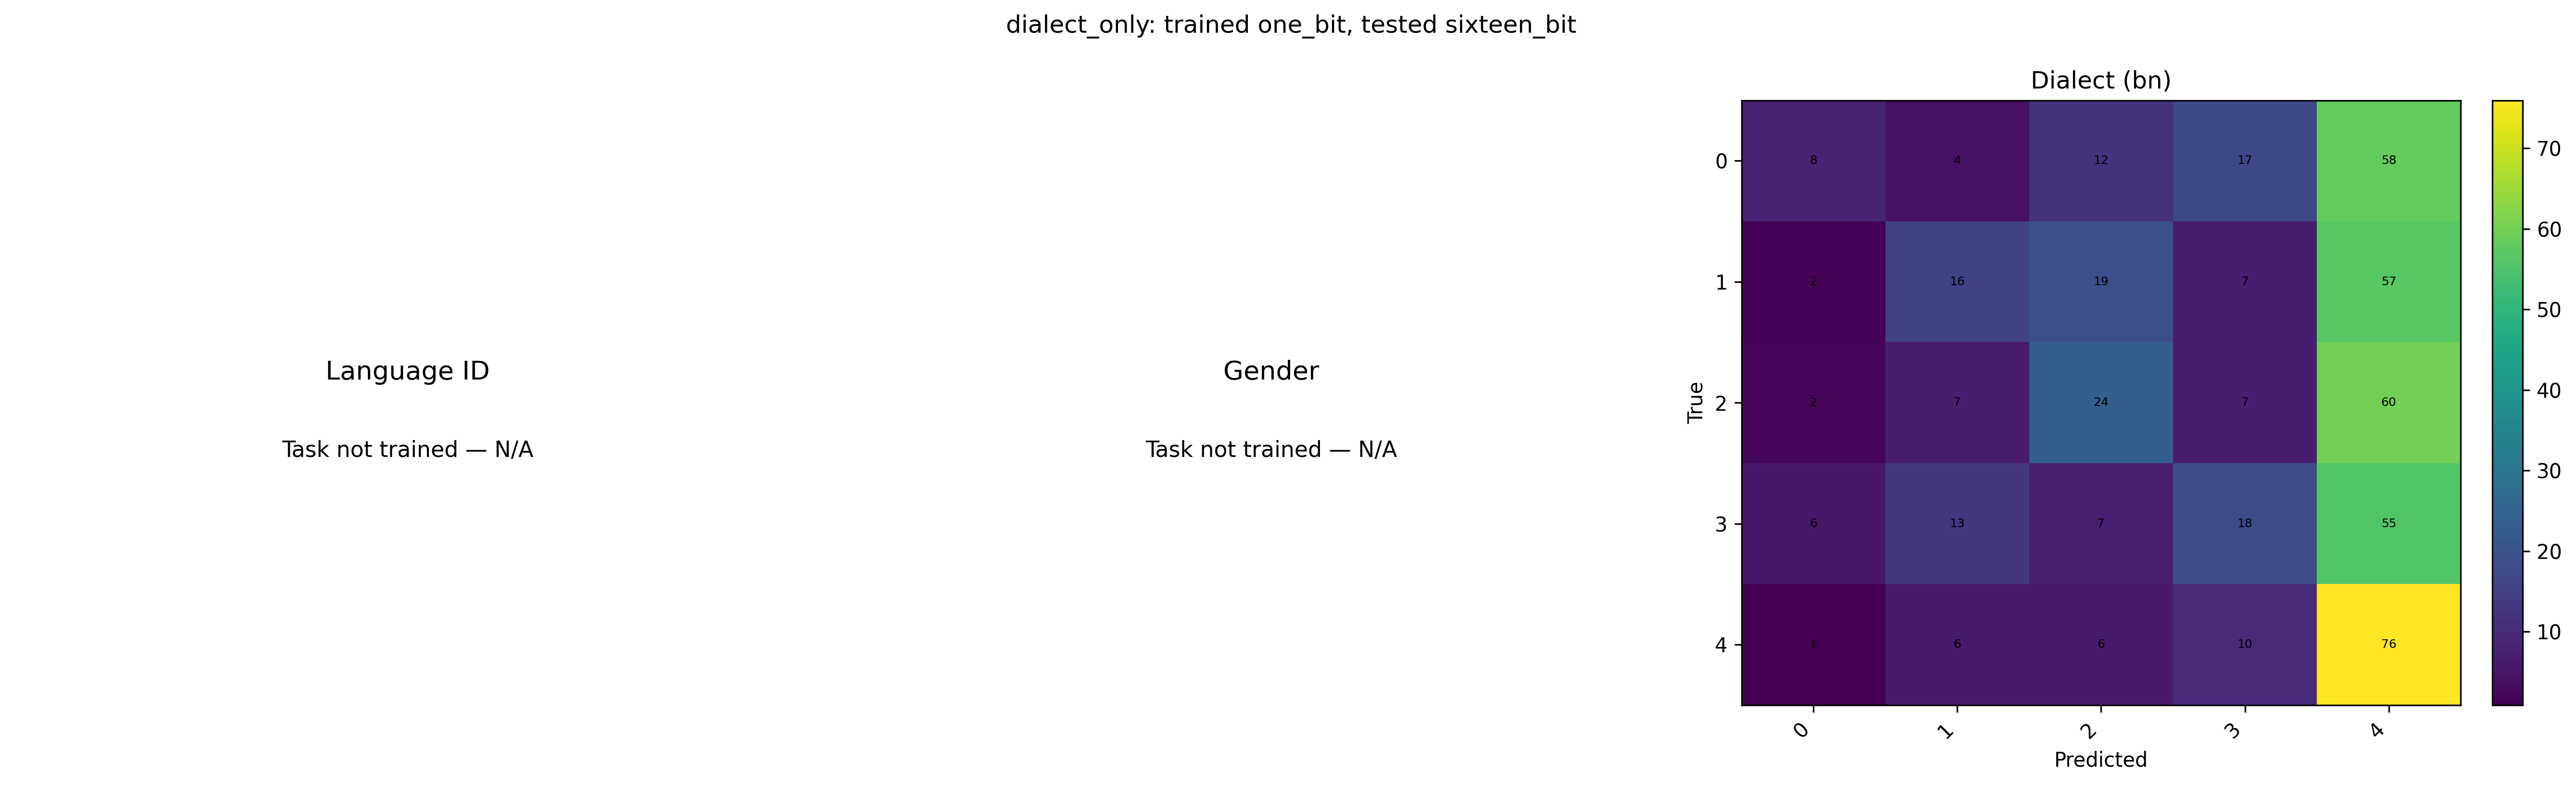 dialect_only: trained one_bit, tested sixteen_bit
Language ID
Task not trained — N/A
Gender
Task not trained — N/A
Dialect (bn)
True
0 8 4 12 17 58
1 2 16 19 7 57
2 2 7 24 7 60
3 6 13 7 18 55
4 1 6 6 10 76
0 1 2 3 4
Predicted
70
60
50
40
30
20
10